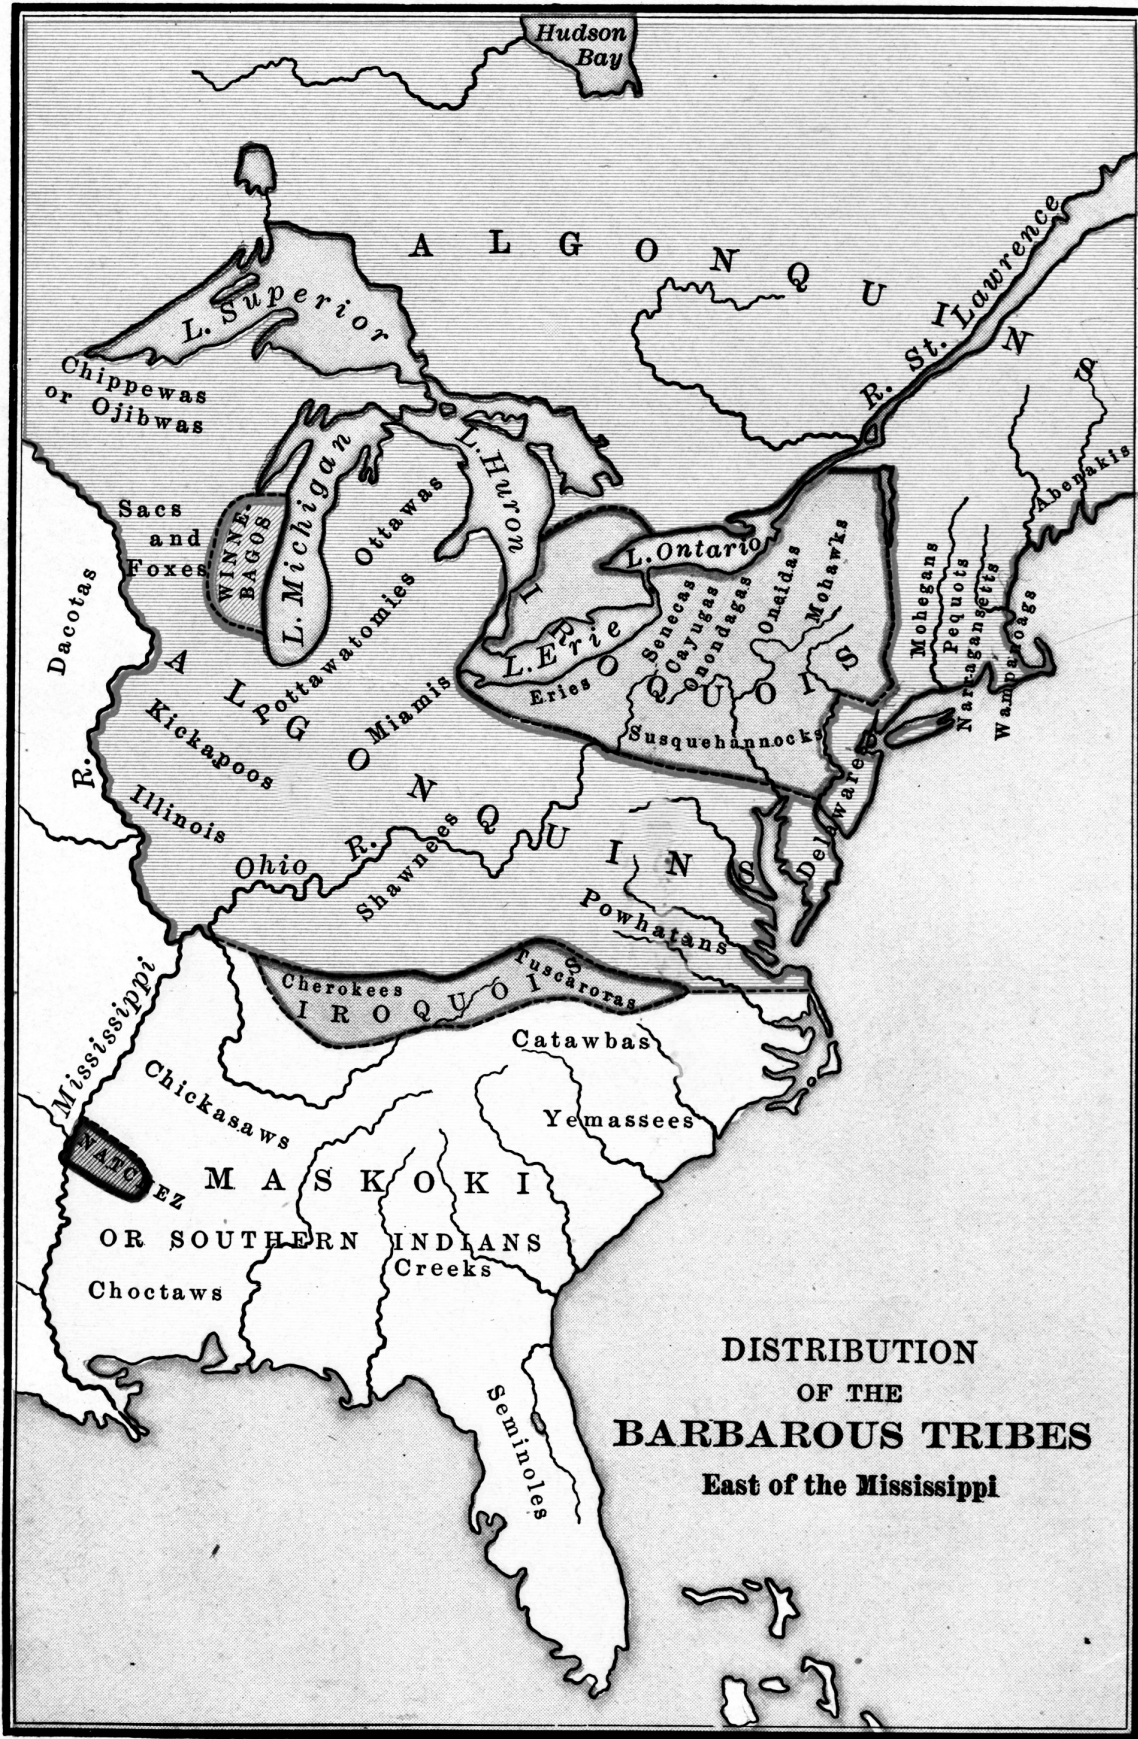 Hudson
Bay
ALGONQUINS
L. Superior
R. St. Lawrence
Chippewas
or Ojibwas
L. Michigan
L. Huron
Ottawas
Abenakis
Sacs
and
Foxes
WINNE-
BAGOS
L. Ontario
Dacotas
IROQUOIS
L. Erie
Senecas
Cayugas
Onondagas
Oneidas
Mohawks
Mohegans
Pequots
Narragansetts
Wampanoags
Eries
Susquehannocks
Delawares
ALGONQUINS
Pottawatomies
Miamis
Kickapoos
Illinois
Ohio R.
Shawnees
Powhatans
Mississippi R.
Cherokees
Tuscaroras
IROQUOIS
Catawbas
Chickasaws
Yemassees
NATCHEZ
MASKOKI
OR SOUTHERN INDIANS
Creeks
Choctaws
Seminoles
DISTRIBUTION
OF THE
BARBAROUS TRIBES
East of the Mississippi